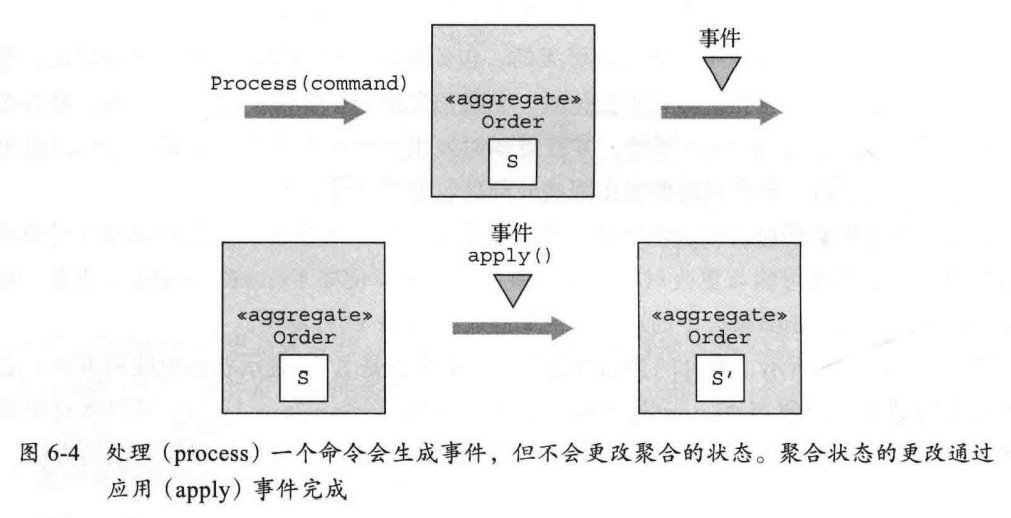 事件
Process(command)
«aggregate»
Order
S
事件
apply()
«aggregate»
Order
S
«aggregate»
Order
S'
图 6-4 处理（process）一个命令会生成事件，但不会更改聚合的状态。聚合状态的更改通过
应用（apply）事件完成